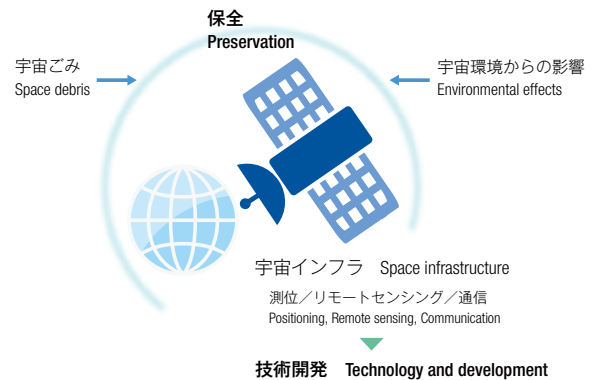 保全
Preservation
宇宙ごみ
Space debris
宇宙環境からの影響
Environmental effects
宇宙インフラ Space infrastructure
測位／リモートセンシング／通信
Positioning, Remote sensing, Communication
技術開発 Technology and development